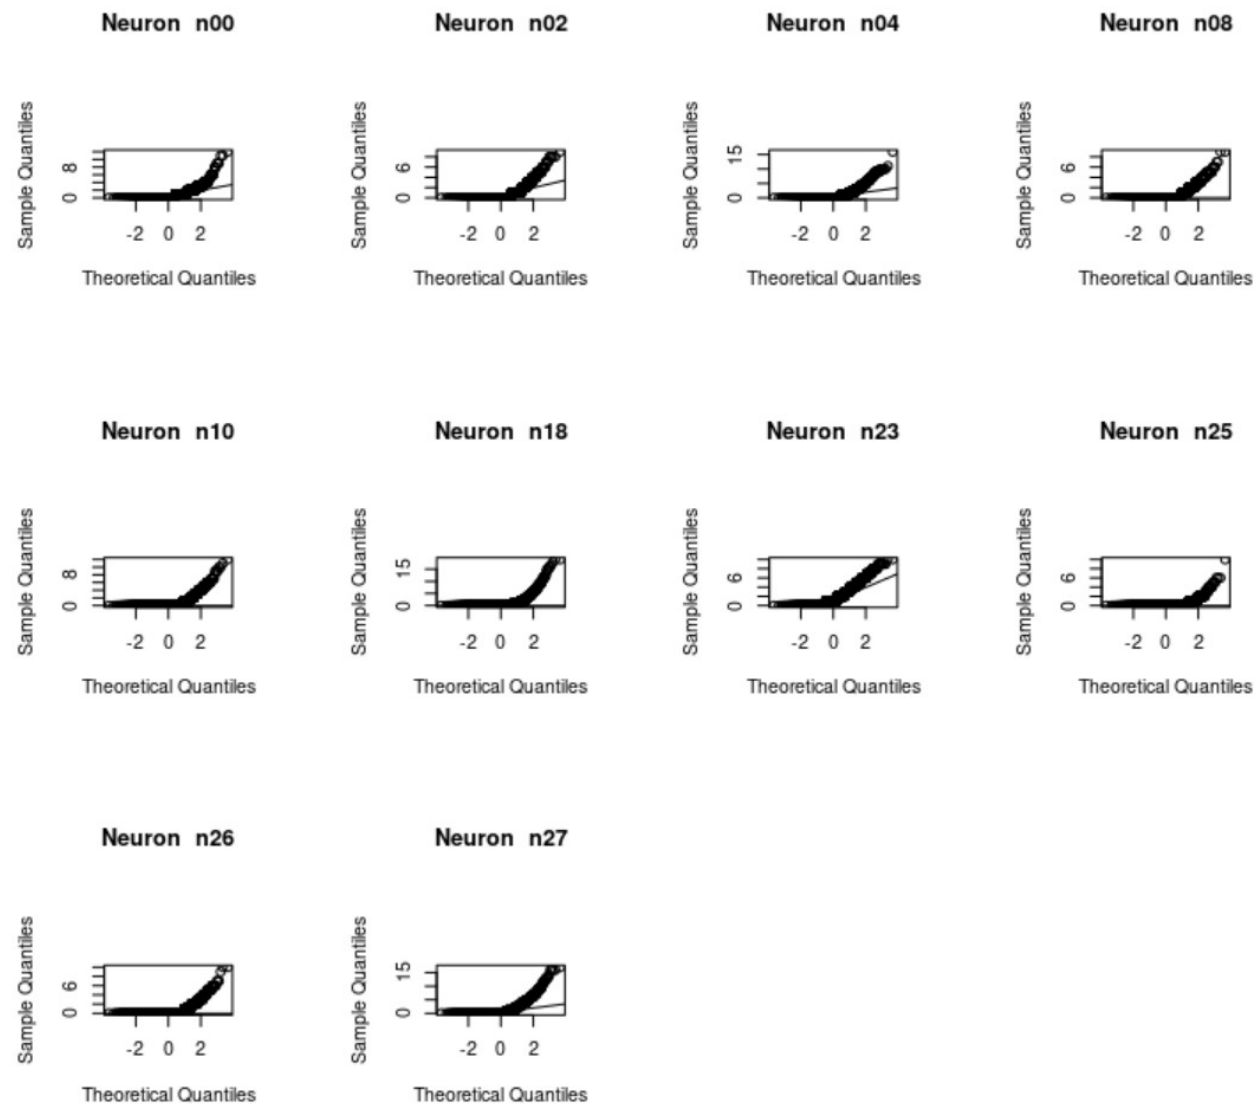 Neuron n00
Neuron n02
Neuron n04
Neuron n08
Sample Quantiles
0 8
-2 0 2
Theoretical Quantiles
Sample Quantiles
0 6
-2 0 2
Theoretical Quantiles
Sample Quantiles
0 15
-2 0 2
Theoretical Quantiles
Sample Quantiles
0 6
-2 0 2
Theoretical Quantiles
Neuron n10
Neuron n18
Neuron n23
Neuron n25
Sample Quantiles
0 8
-2 0 2
Theoretical Quantiles
Sample Quantiles
0 15
-2 0 2
Theoretical Quantiles
Sample Quantiles
0 6
-2 0 2
Theoretical Quantiles
Sample Quantiles
0 6
-2 0 2
Theoretical Quantiles
Neuron n26
Neuron n27
Sample Quantiles
0 6
-2 0 2
Theoretical Quantiles
Sample Quantiles
0 15
-2 0 2
Theoretical Quantiles